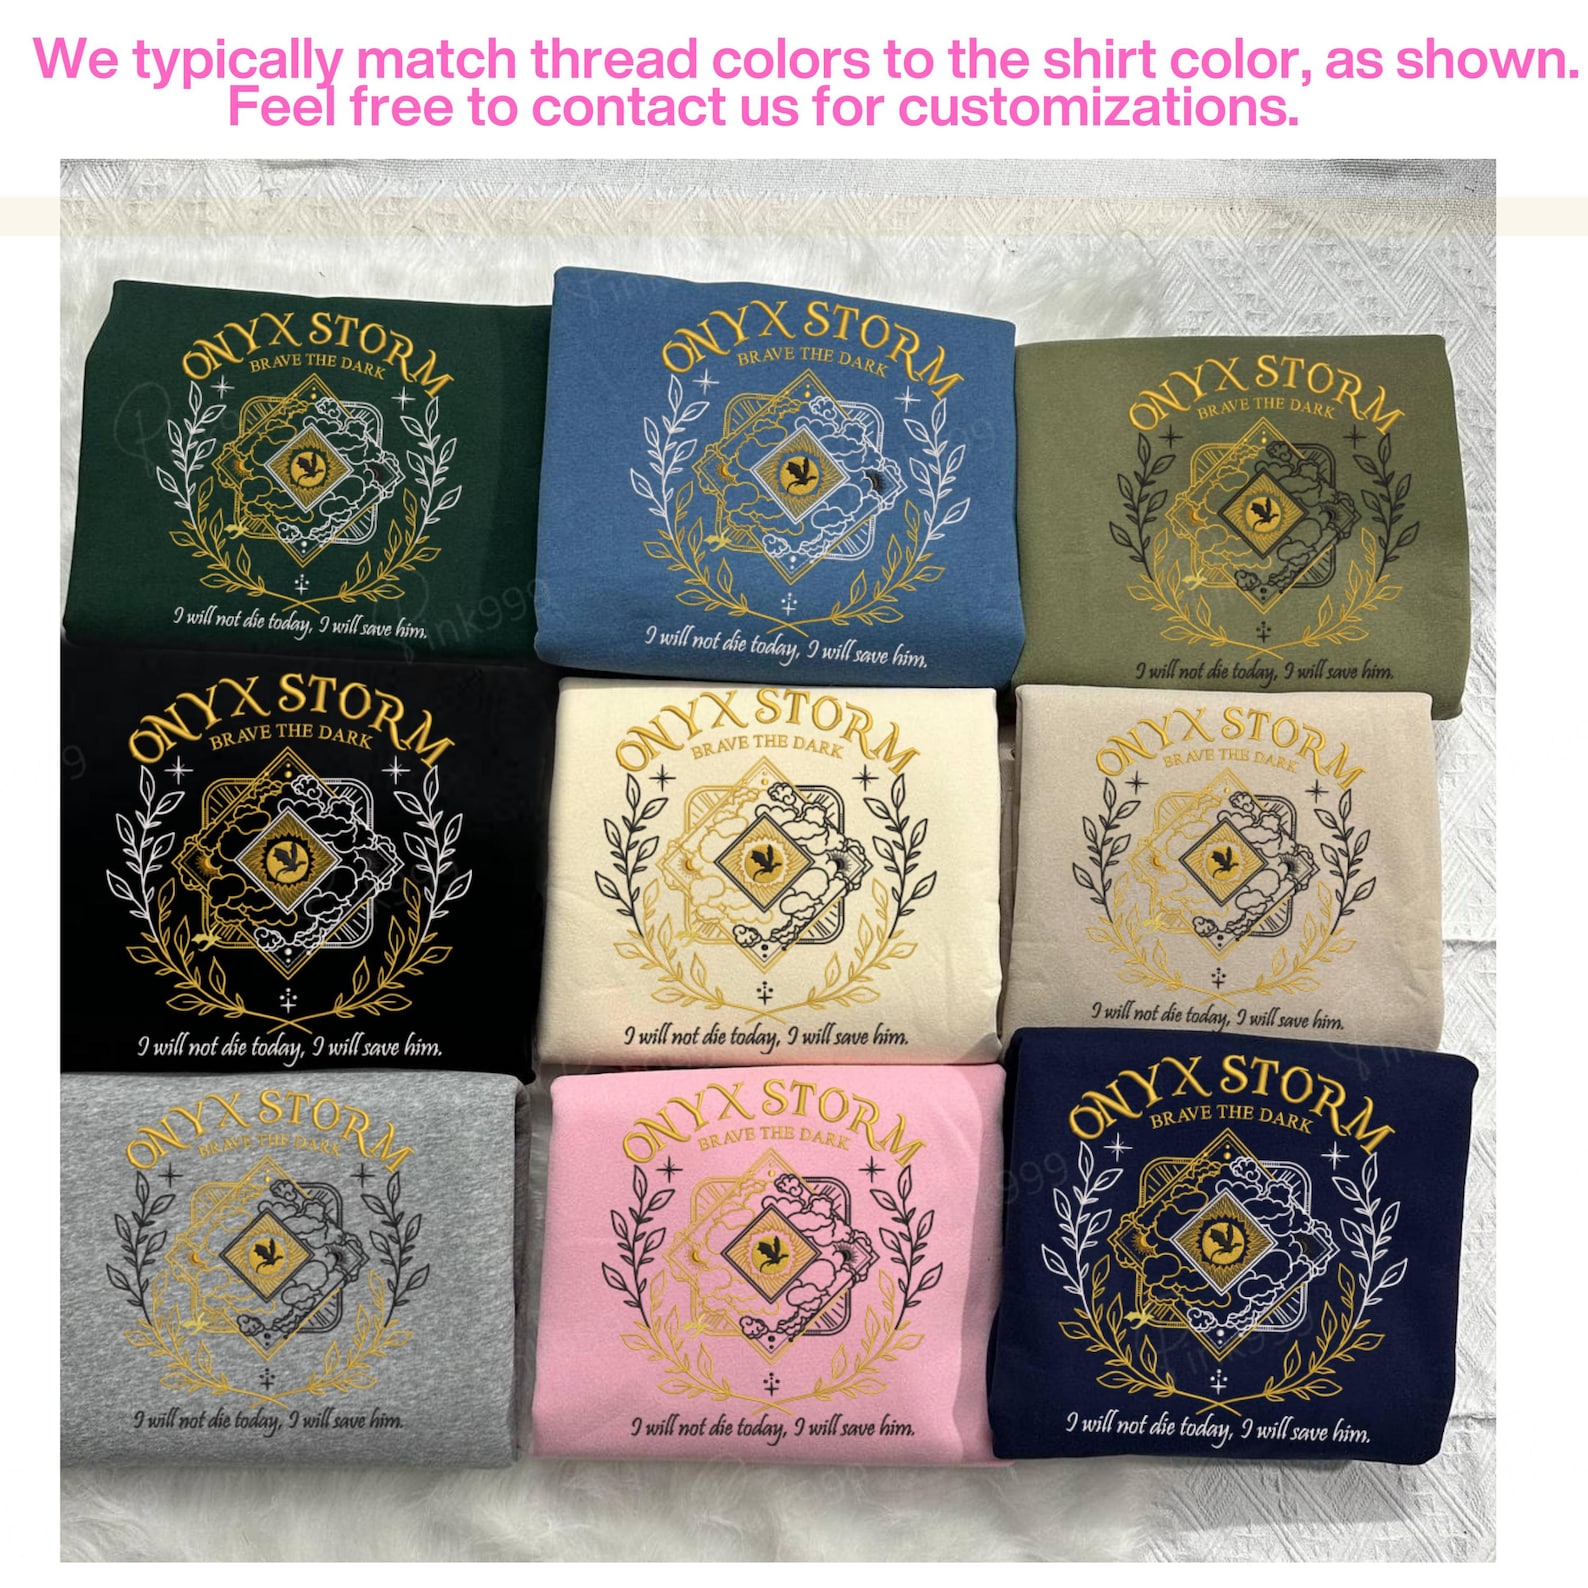 We typically match thread colors to the shirt color, as shown.
Feel free to contact us for customizations.
ONYX STORM
BRAVE THE DARK
I will not die today, I will save him.
ONYX STORM
BRAVE THE DARK
I will not die today, I will save him.
ONYX STORM
BRAVE THE DARK
I will not die today, I will save him.
ONYX STORM
BRAVE THE DARK
I will not die today, I will save him.
ONYX STORM
BRAVE THE DARK
I will not die today, I will save him.
ONYX STORM
BRAVE THE DARK
I will not die today, I will save him.
ONYX STORM
BRAVE THE DARK
I will not die today, I will save him.
ONYX STORM
BRAVE THE DARK
I will not die today, I will save him.
ONYX STORM
BRAVE THE DARK
I will not die today, I will save him.
Pink999